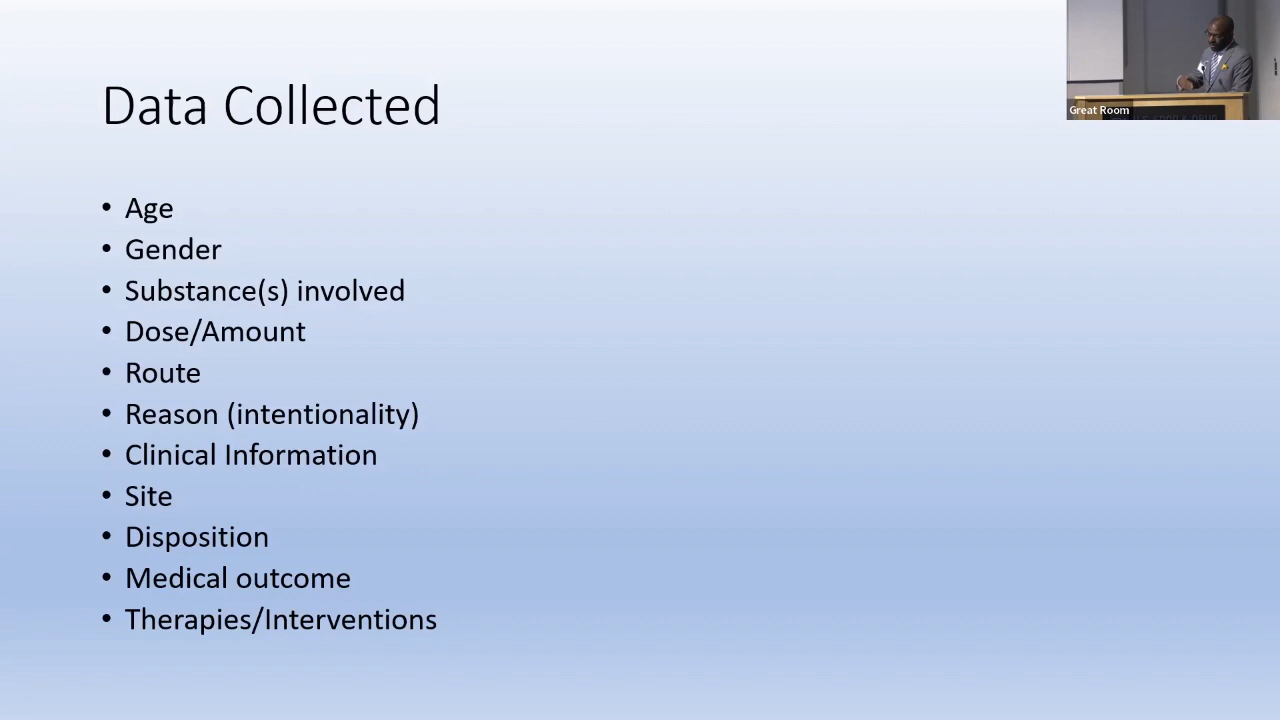 Data Collected
Great Room
• Age
• Gender
• Substance(s) involved
• Dose/Amount
• Route
• Reason (intentionality)
• Clinical Information
• Site
• Disposition
• Medical outcome
• Therapies/Interventions